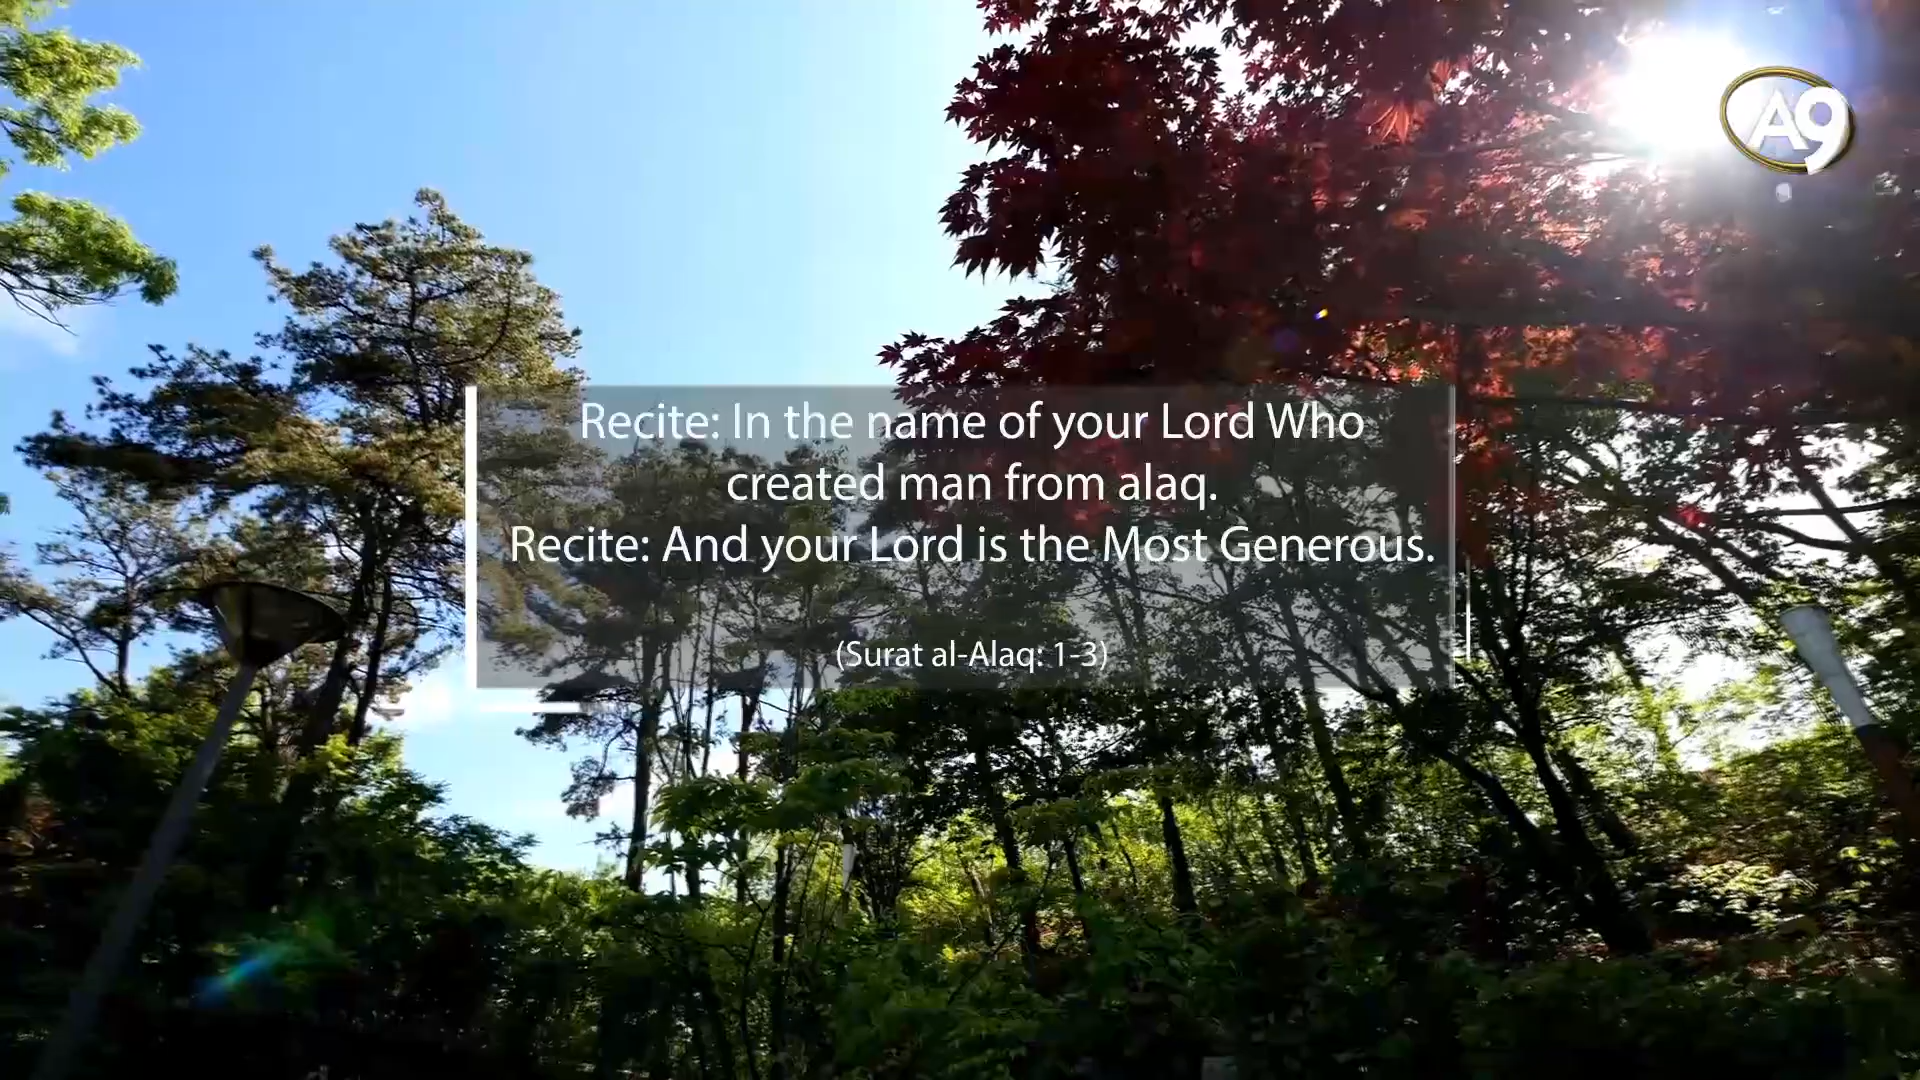 A9
Recite: In the name of your Lord Who
created man from alaq.
Recite: And your Lord is the Most Generous.
(Surat al-Alaq: 1-3)